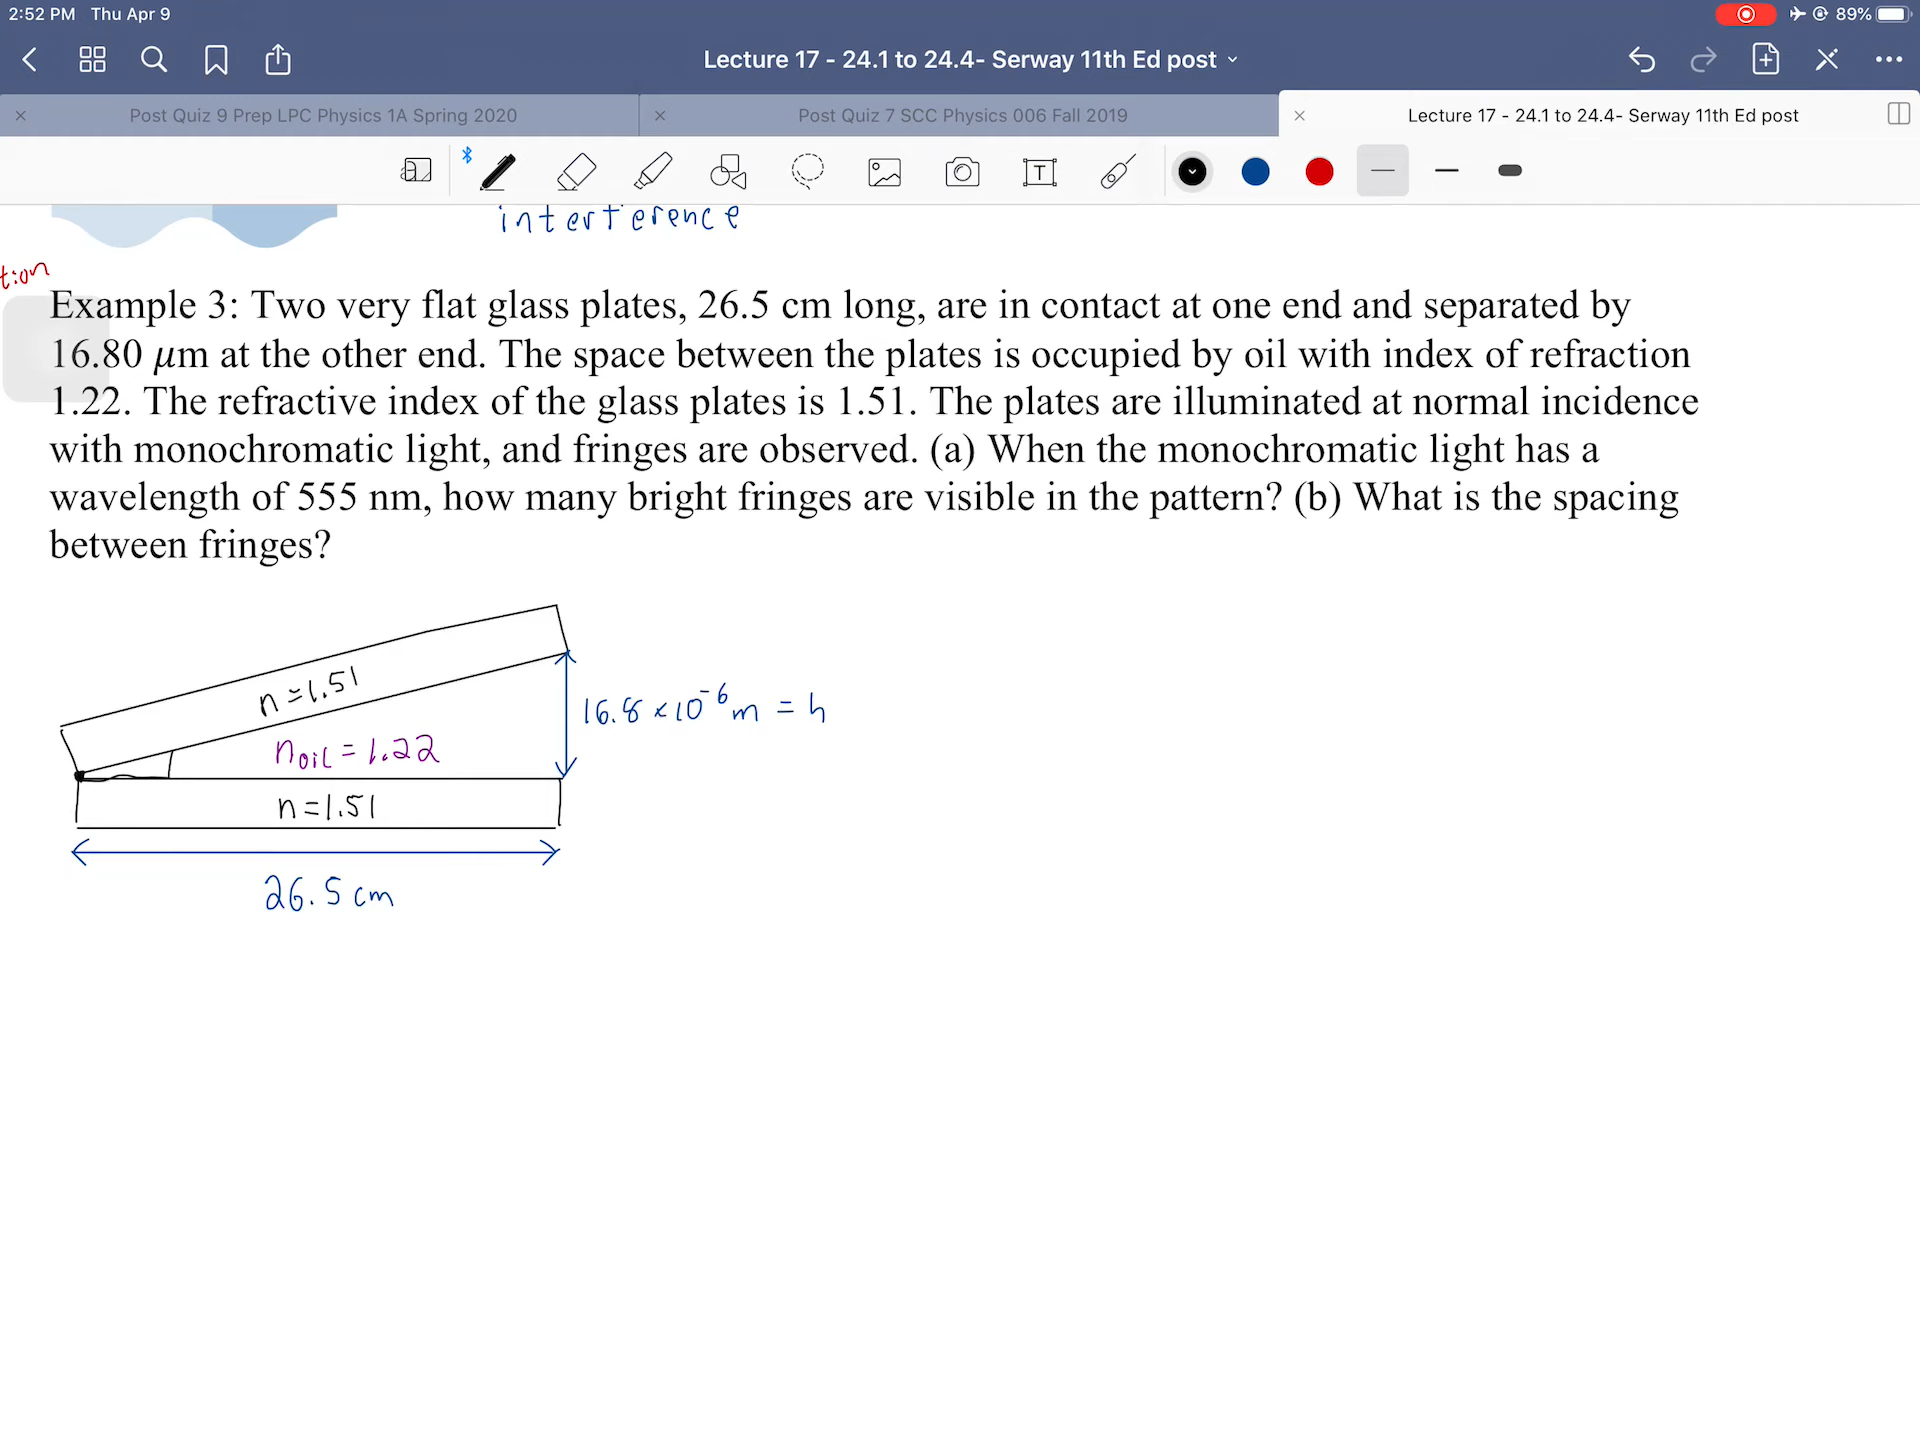 2:52 PM Thu Apr 9
89%
Lecture 17 - 24.1 to 24.4- Serway 11th Ed post
Post Quiz 9 Prep LPC Physics 1A Spring 2020
Post Quiz 7 SCC Physics 006 Fall 2019
Lecture 17 - 24.1 to 24.4- Serway 11th Ed post
interference
tion
Example 3: Two very flat glass plates, 26.5 cm long, are in contact at one end and separated by
16.80 μm at the other end. The space between the plates is occupied by oil with index of refraction
1.22. The refractive index of the glass plates is 1.51. The plates are illuminated at normal incidence
with monochromatic light, and fringes are observed. (a) When the monochromatic light has a
wavelength of 555 nm, how many bright fringes are visible in the pattern? (b) What is the spacing
between fringes?
n=1.51
16.8 × 10⁻⁶ m = h
n_oil = 1.22
n=1.51
26.5 cm